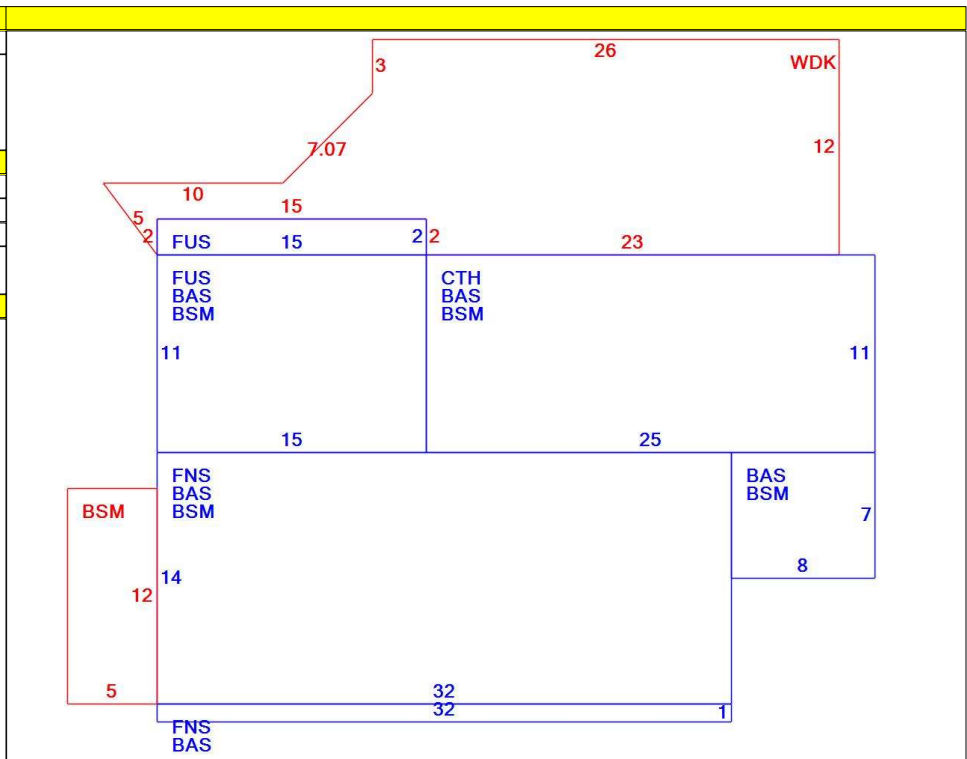 26
WDK
3
7.07
12
10
15
5
2
FUS 15 2
2
23
FUS
BAS
BSM
CTH
BAS
BSM
11
11
15
25
FNS
BAS
BSM
BAS
BSM
BSM
7
8
14
12
5
32
32
1
FNS
BAS